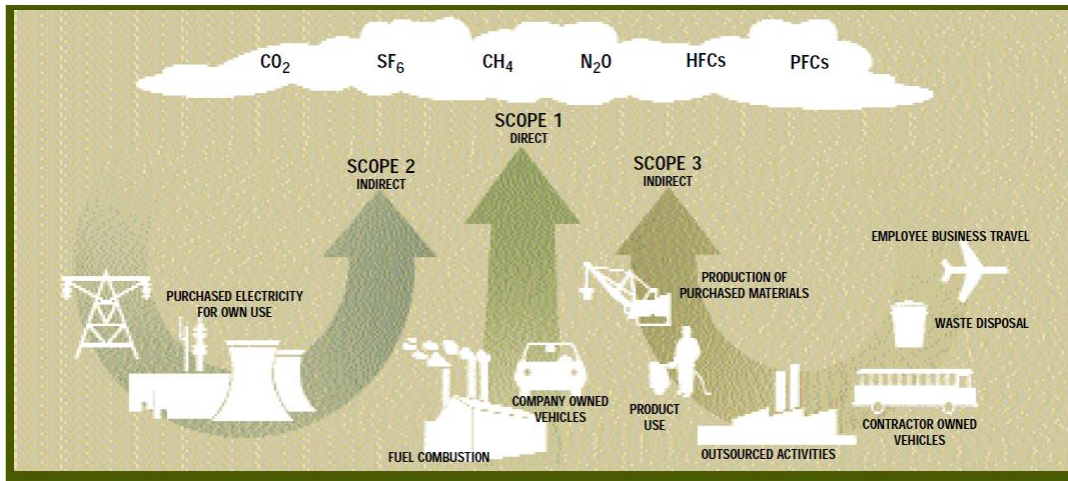 CO₂ SF₆ CH₄ N₂O HFCs PFCs
SCOPE 1
DIRECT
SCOPE 2
INDIRECT
SCOPE 3
INDIRECT
PURCHASED ELECTRICITY
FOR OWN USE
FUEL COMBUSTION
COMPANY OWNED
VEHICLES
PRODUCTION OF
PURCHASED MATERIALS
PRODUCT
USE
OUTSOURCED ACTIVITIES
EMPLOYEE BUSINESS TRAVEL
WASTE DISPOSAL
CONTRACTOR OWNED
VEHICLES